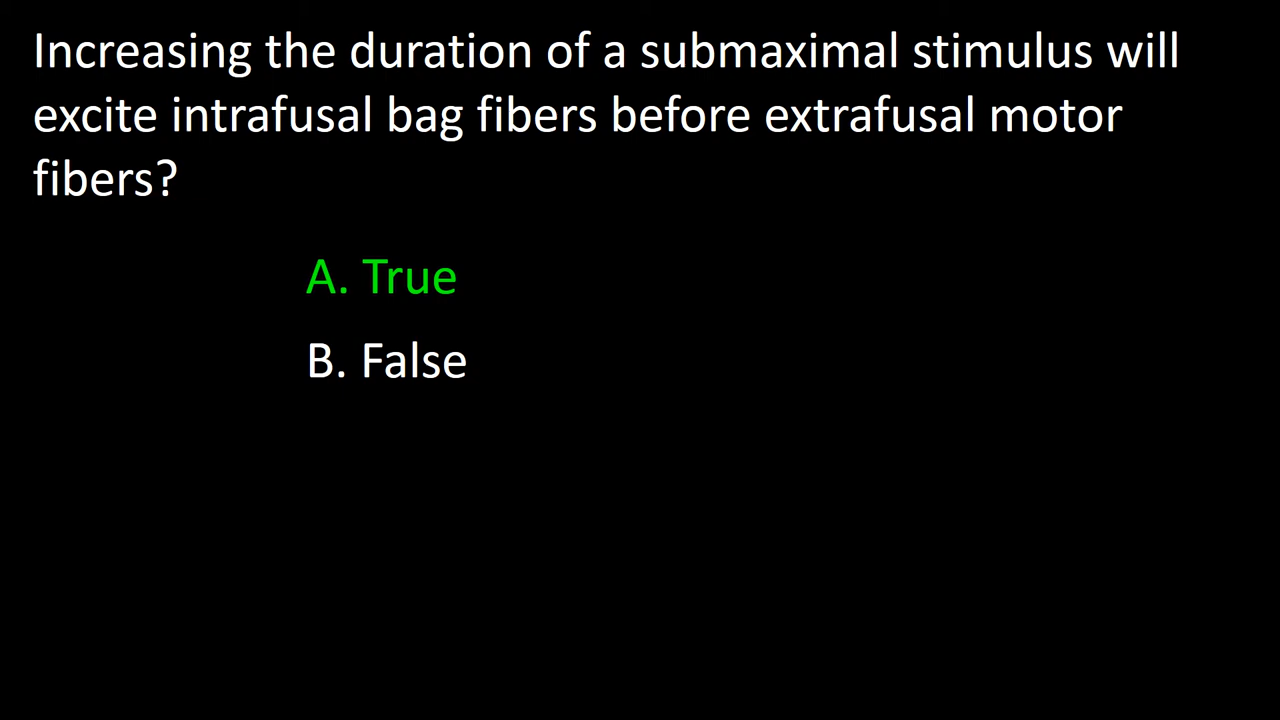 Increasing the duration of a submaximal stimulus will
excite intrafusal bag fibers before extrafusal motor
fibers?
A. True
B. False